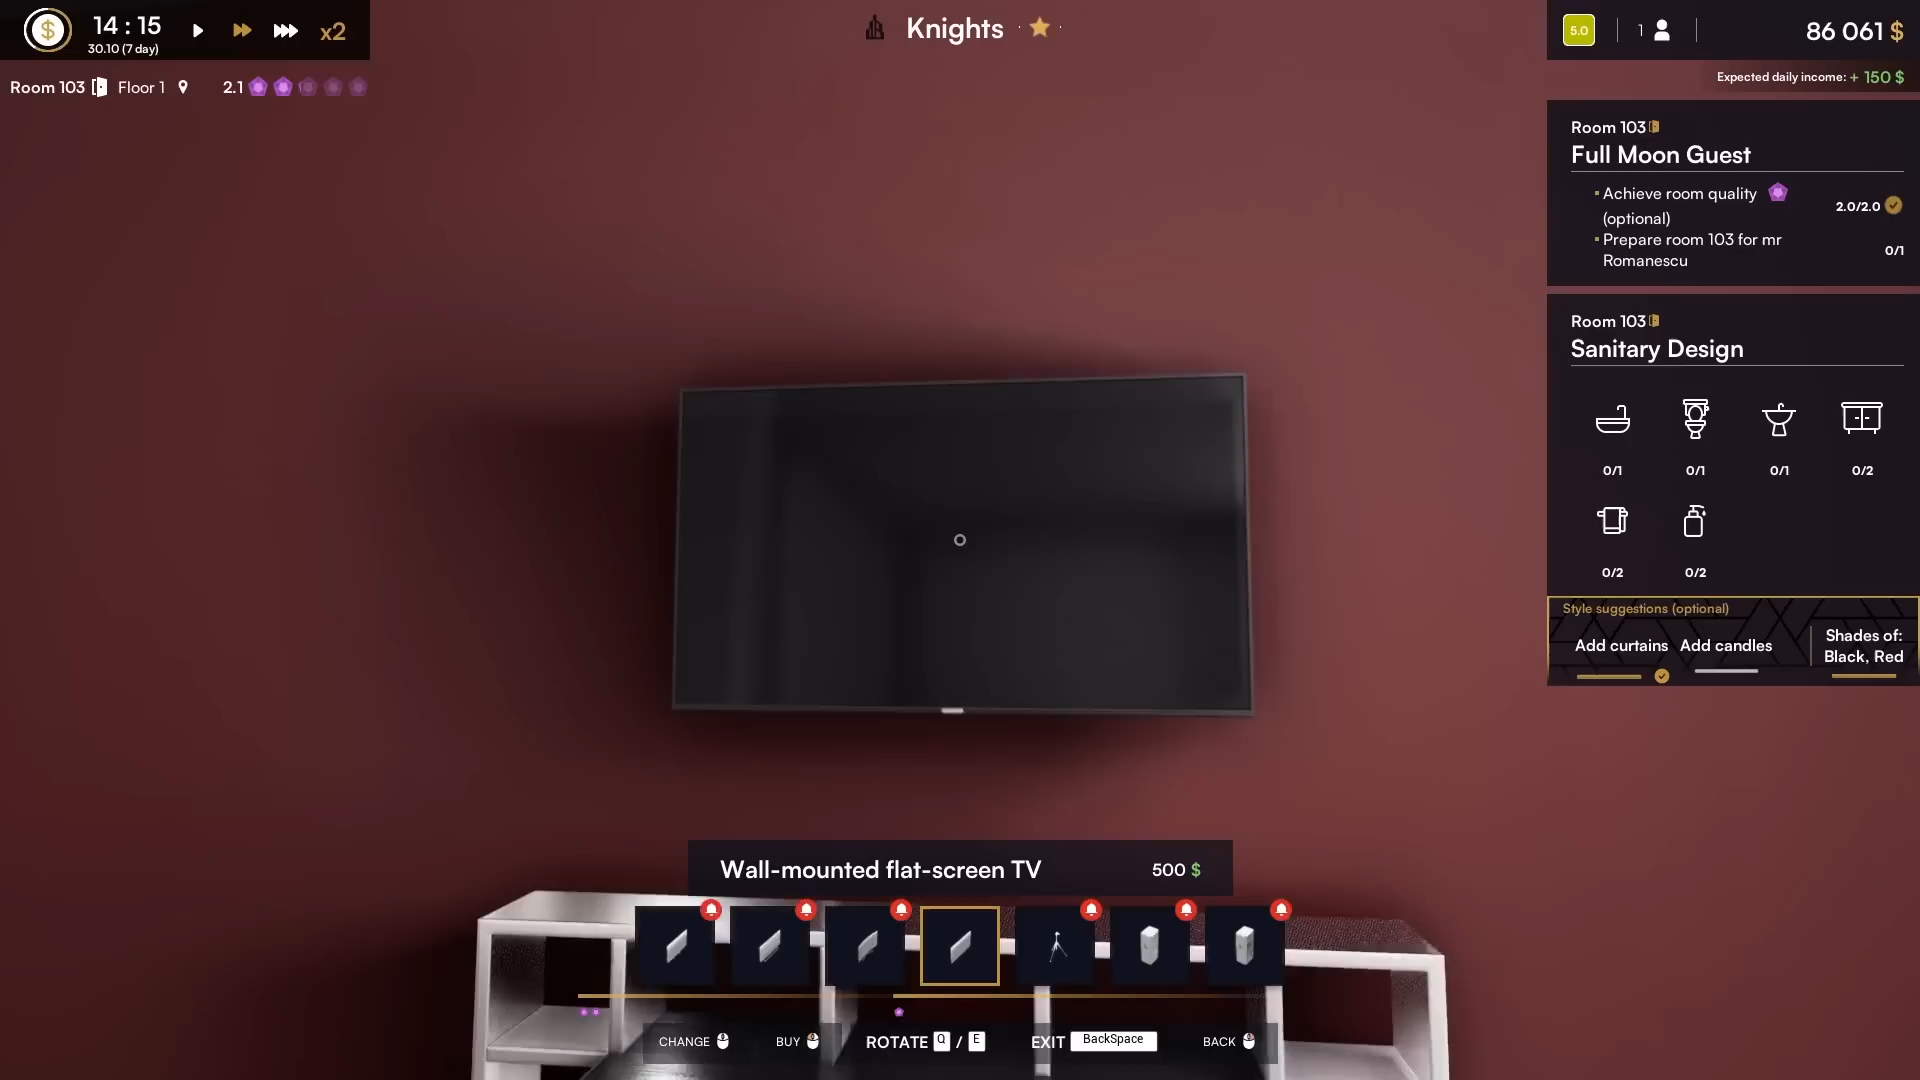 14 : 15
x2
30.10 (7 day)
Room 103
Floor 1
2.1
Knights
5.0
1
86 061 $
Expected daily income: + 150 $
Room 103
Full Moon Guest
Achieve room quality
(optional)
2.0/2.0
Prepare room 103 for mr
Romanescu
0/1
Room 103
Sanitary Design
0/1
0/1
0/1
0/2
0/2
0/2
Style suggestions (optional)
Add curtains
Add candles
Shades of:
Black, Red
Wall-mounted flat-screen TV
500 $
CHANGE
BUY
ROTATE Q / E
EXIT BackSpace
BACK